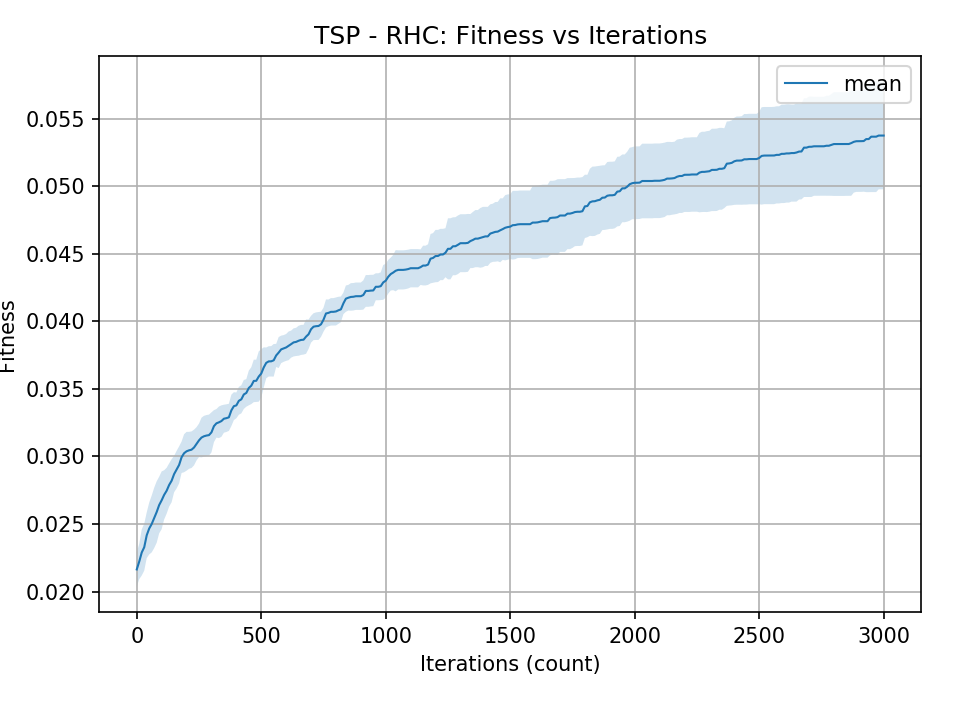 TSP - RHC: Fitness vs Iterations
mean
Fitness
0.055
0.050
0.045
0.040
0.035
0.030
0.025
0.020
0 500 1000 1500 2000 2500 3000
Iterations (count)